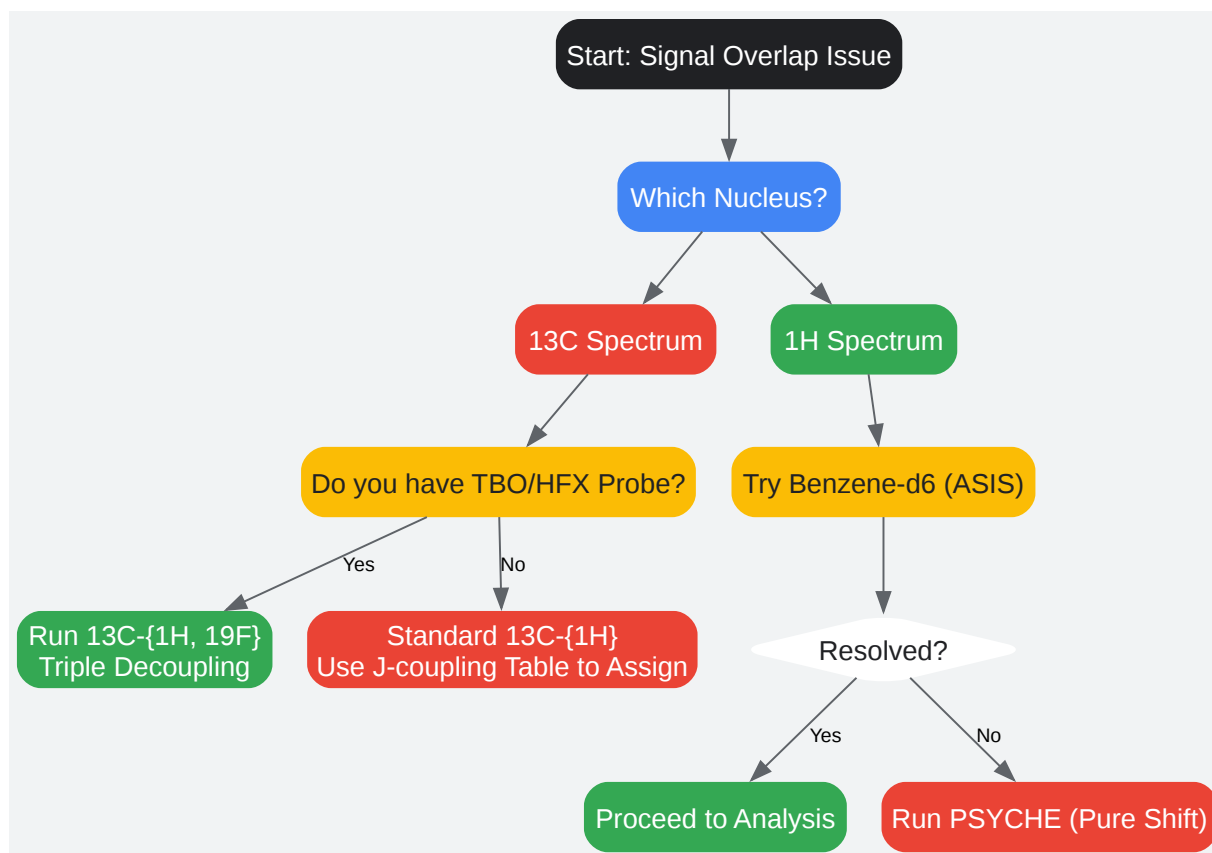 Start: Signal Overlap Issue
Which Nucleus?
13C Spectrum
1H Spectrum
Do you have TBO/HFX Probe?
Try Benzene-d6 (ASIS)
Yes
No
Run 13C-{1H, 19F}
Triple Decoupling
Standard 13C-{1H}
Use J-coupling Table to Assign
Resolved?
Yes
No
Proceed to Analysis
Run PSYCHE (Pure Shift)